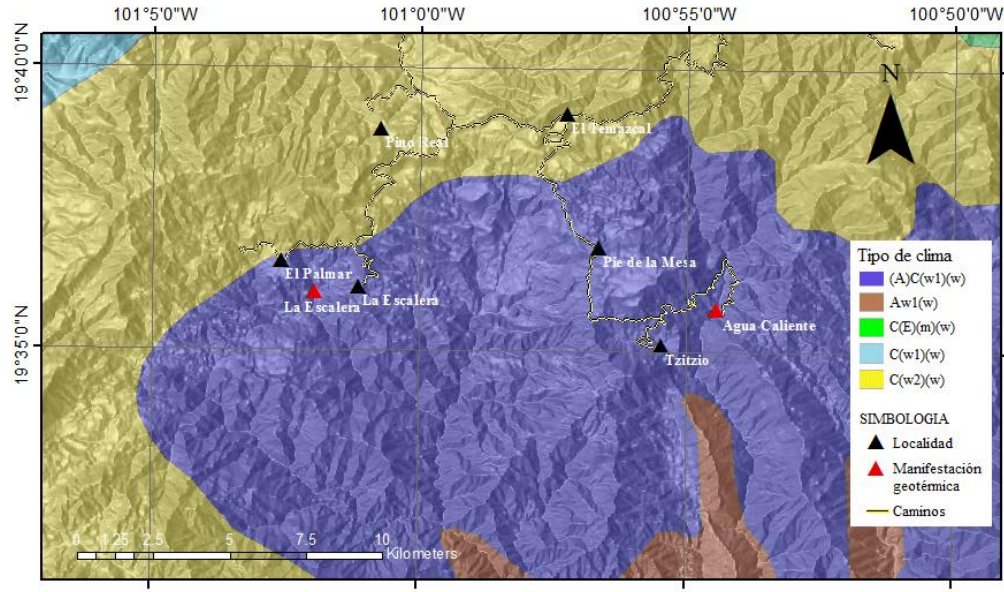 101°5'0"W 101°0'0"W 100°55'0"W 100°50'0"W
19°40'0"N
N
El Temazcal
Pino Real
Pie de la Mesa
El Palmar
La Escalera
La Escalera
Agua Caliente
19°35'0"N
Tzitzio
Tipo de clima
(A)C(w1)(w)
Aw1(w)
C(E)(m)(w)
C(w1)(w)
C(w2)(w)
SIMBOLOGIA
Localidad
Manifestación
geotérmica
Caminos
0 1.25 2.5 5 7.5 10
Kilometers